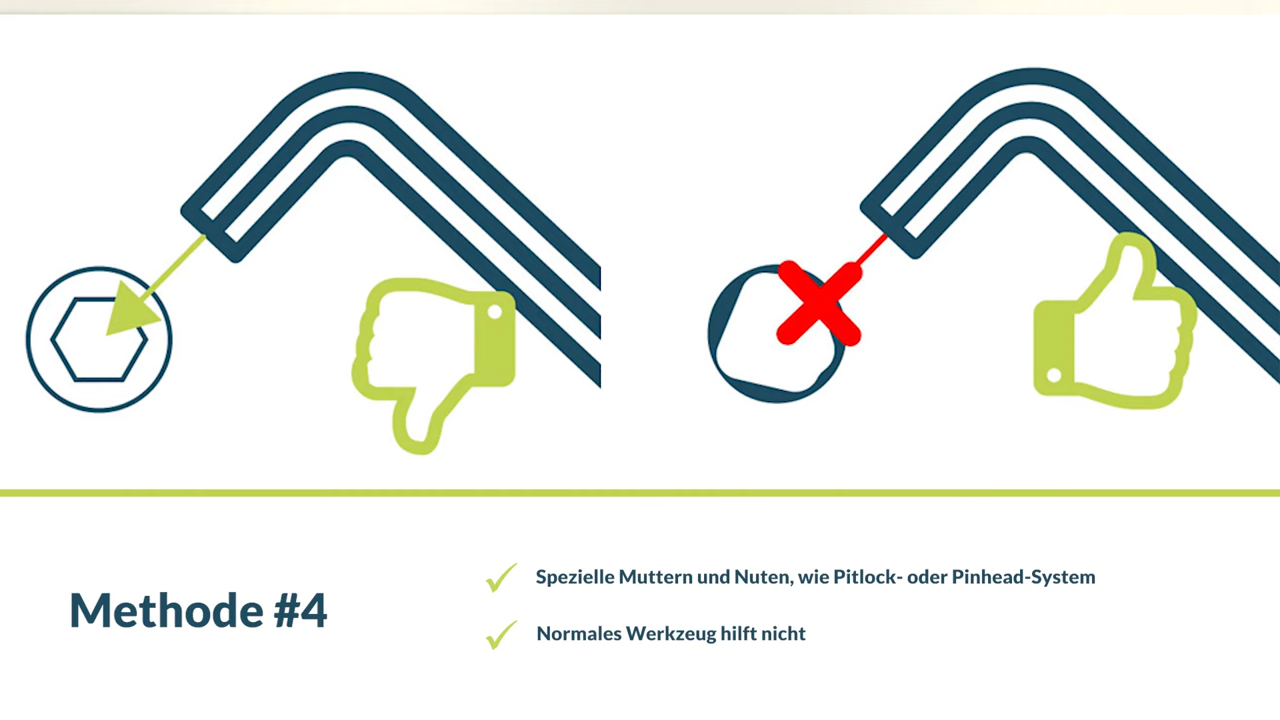 Methode #4
Spezielle Muttern und Nuten, wie Pitlock- oder Pinhead-System
Normales Werkzeug hilft nicht